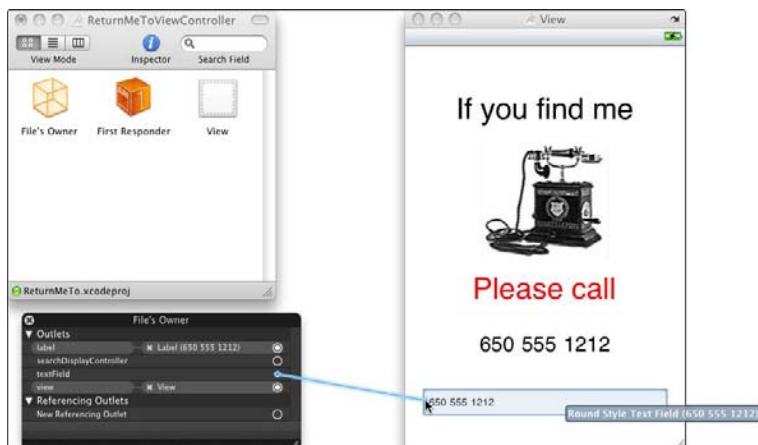 ReturnMeToViewController
View Mode
Inspector
Search Field
File's Owner
First Responder
View
ReturnMeTo.xcodeproj
File's Owner
Outlets
label
Label (650 555 1212)
searchDisplayController
textField
view
View
Referencing Outlets
New Referencing Outlet
View
If you find me
Please call
650 555 1212
650 555 1212
Round Style Text Field (650 555 1212)